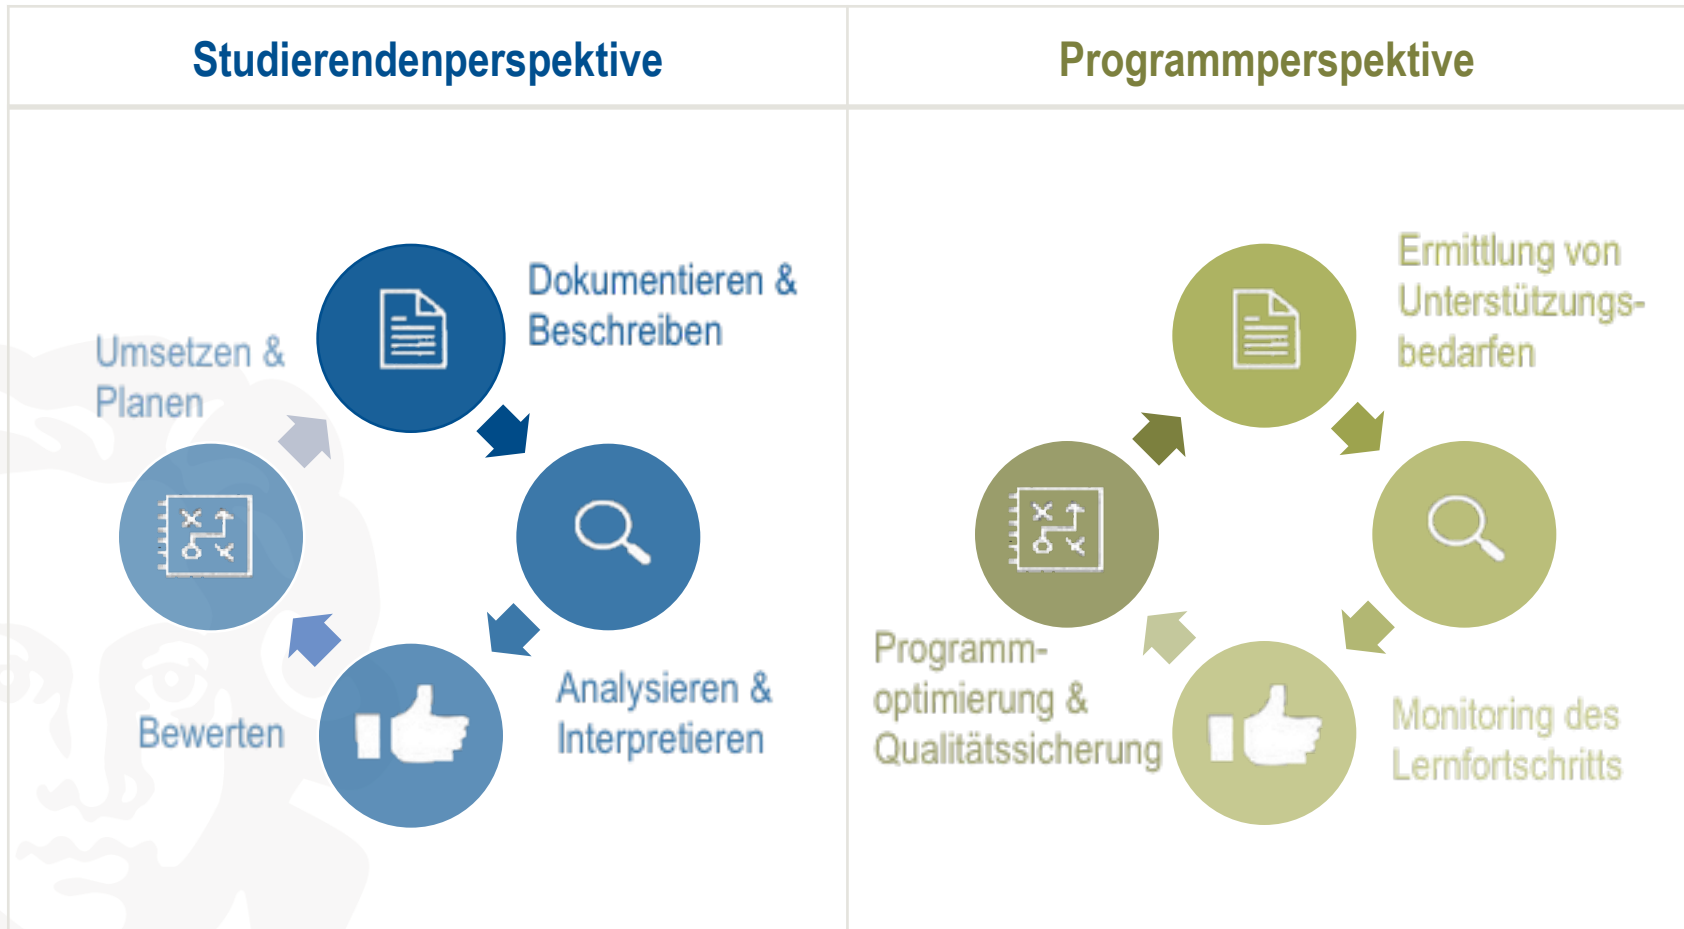 Studierendenperspektive
Dokumentieren &
Beschreiben
Umsetzen &
Planen
Analysieren &
Interpretieren
Bewerten
Programmperspektive
Ermittlung von
Unterstützungs-
bedarfen
Programm-
optimierung &
Qualitätssicherung
Monitoring des
Lernfortschritts